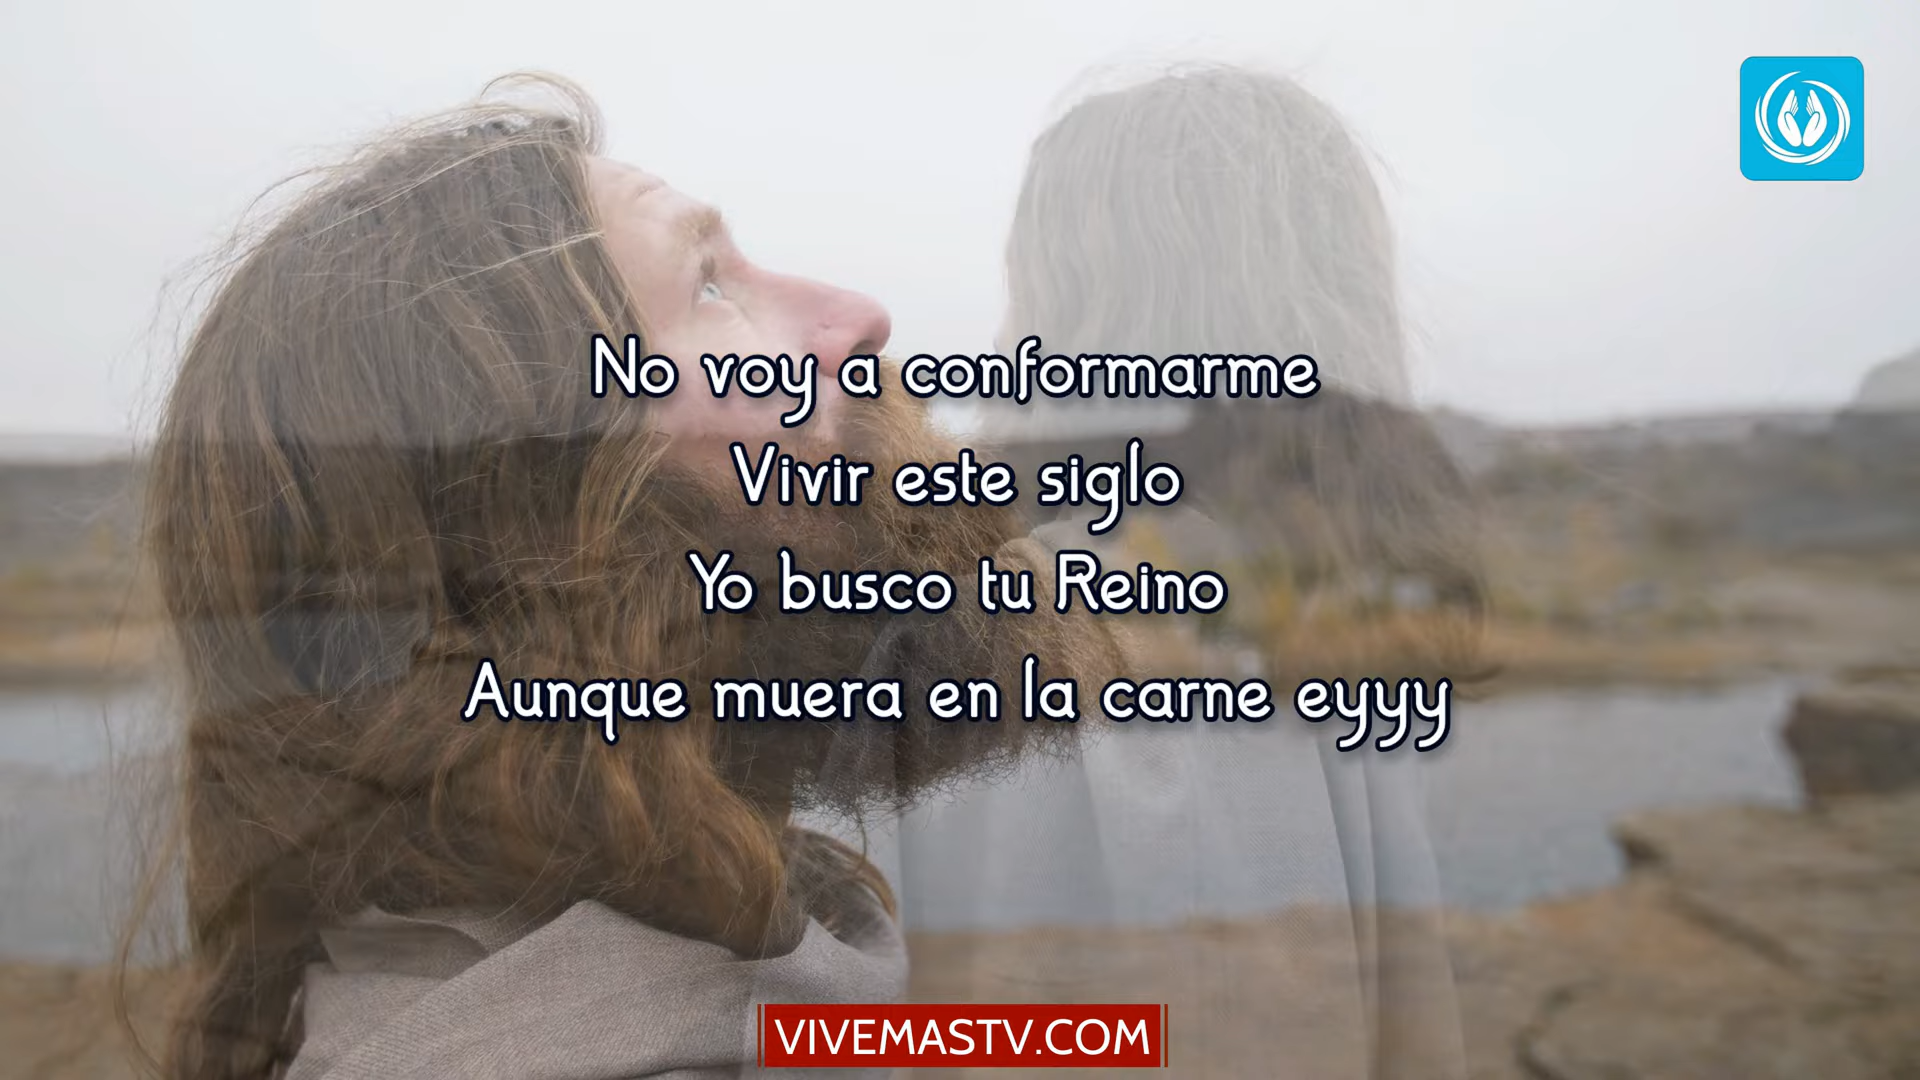 No voy a conformarme
Vivir este siglo
Yo busco tu Reino
Aunque muera en la carne eyyy
VIVEMASTV.COM